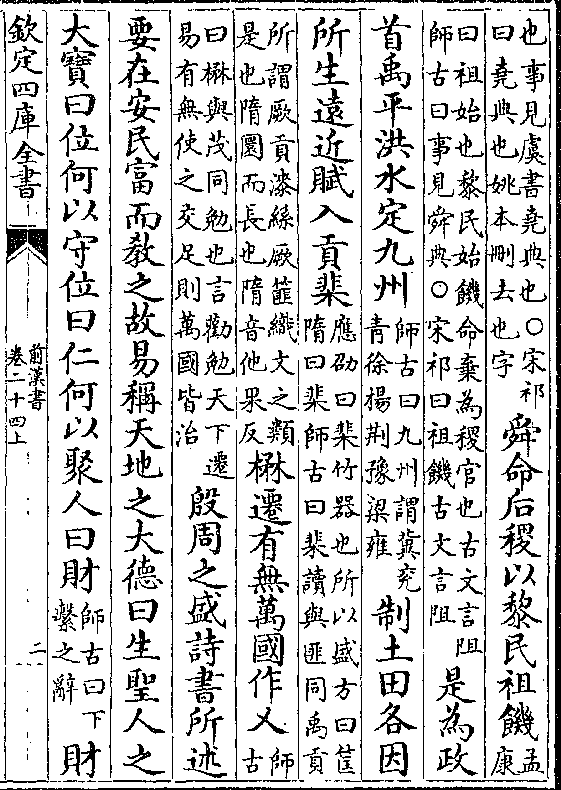 也事見虞書堯典也〇宋祁
曰堯典也姚本刪去也字
舜命后稷以黎民祖饑
孟
康
曰祖始也黎民始饑命棄為稷官也古文言阻
師古曰事見舜典〇宋祁曰祖饑古文言阻
是為政
首禹平洪水定九州
師古曰九州謂冀兖
青徐楊荆豫梁雍
制土田各因
所生遠近賦入貢棐
應劭曰棐竹器也所以盛方曰筐
隋曰棐師古曰棐讀與匪同禹貢
所謂厥貢漆絲厥篚織文之類
是也隋圜而長也隋音他果反
楙遷有無萬國作乂
師
古
曰楙與茂同勉也言勸勉天下遷
易有無使之交足則萬國皆治
殷周之盛詩書所述
要在安民富而教之故易稱天地之大德曰生聖人之
大寶曰位何以守位曰仁何以聚人曰財
師古曰下
繫之辭
財
欽定四庫全書
前漢書
卷二十四上
二